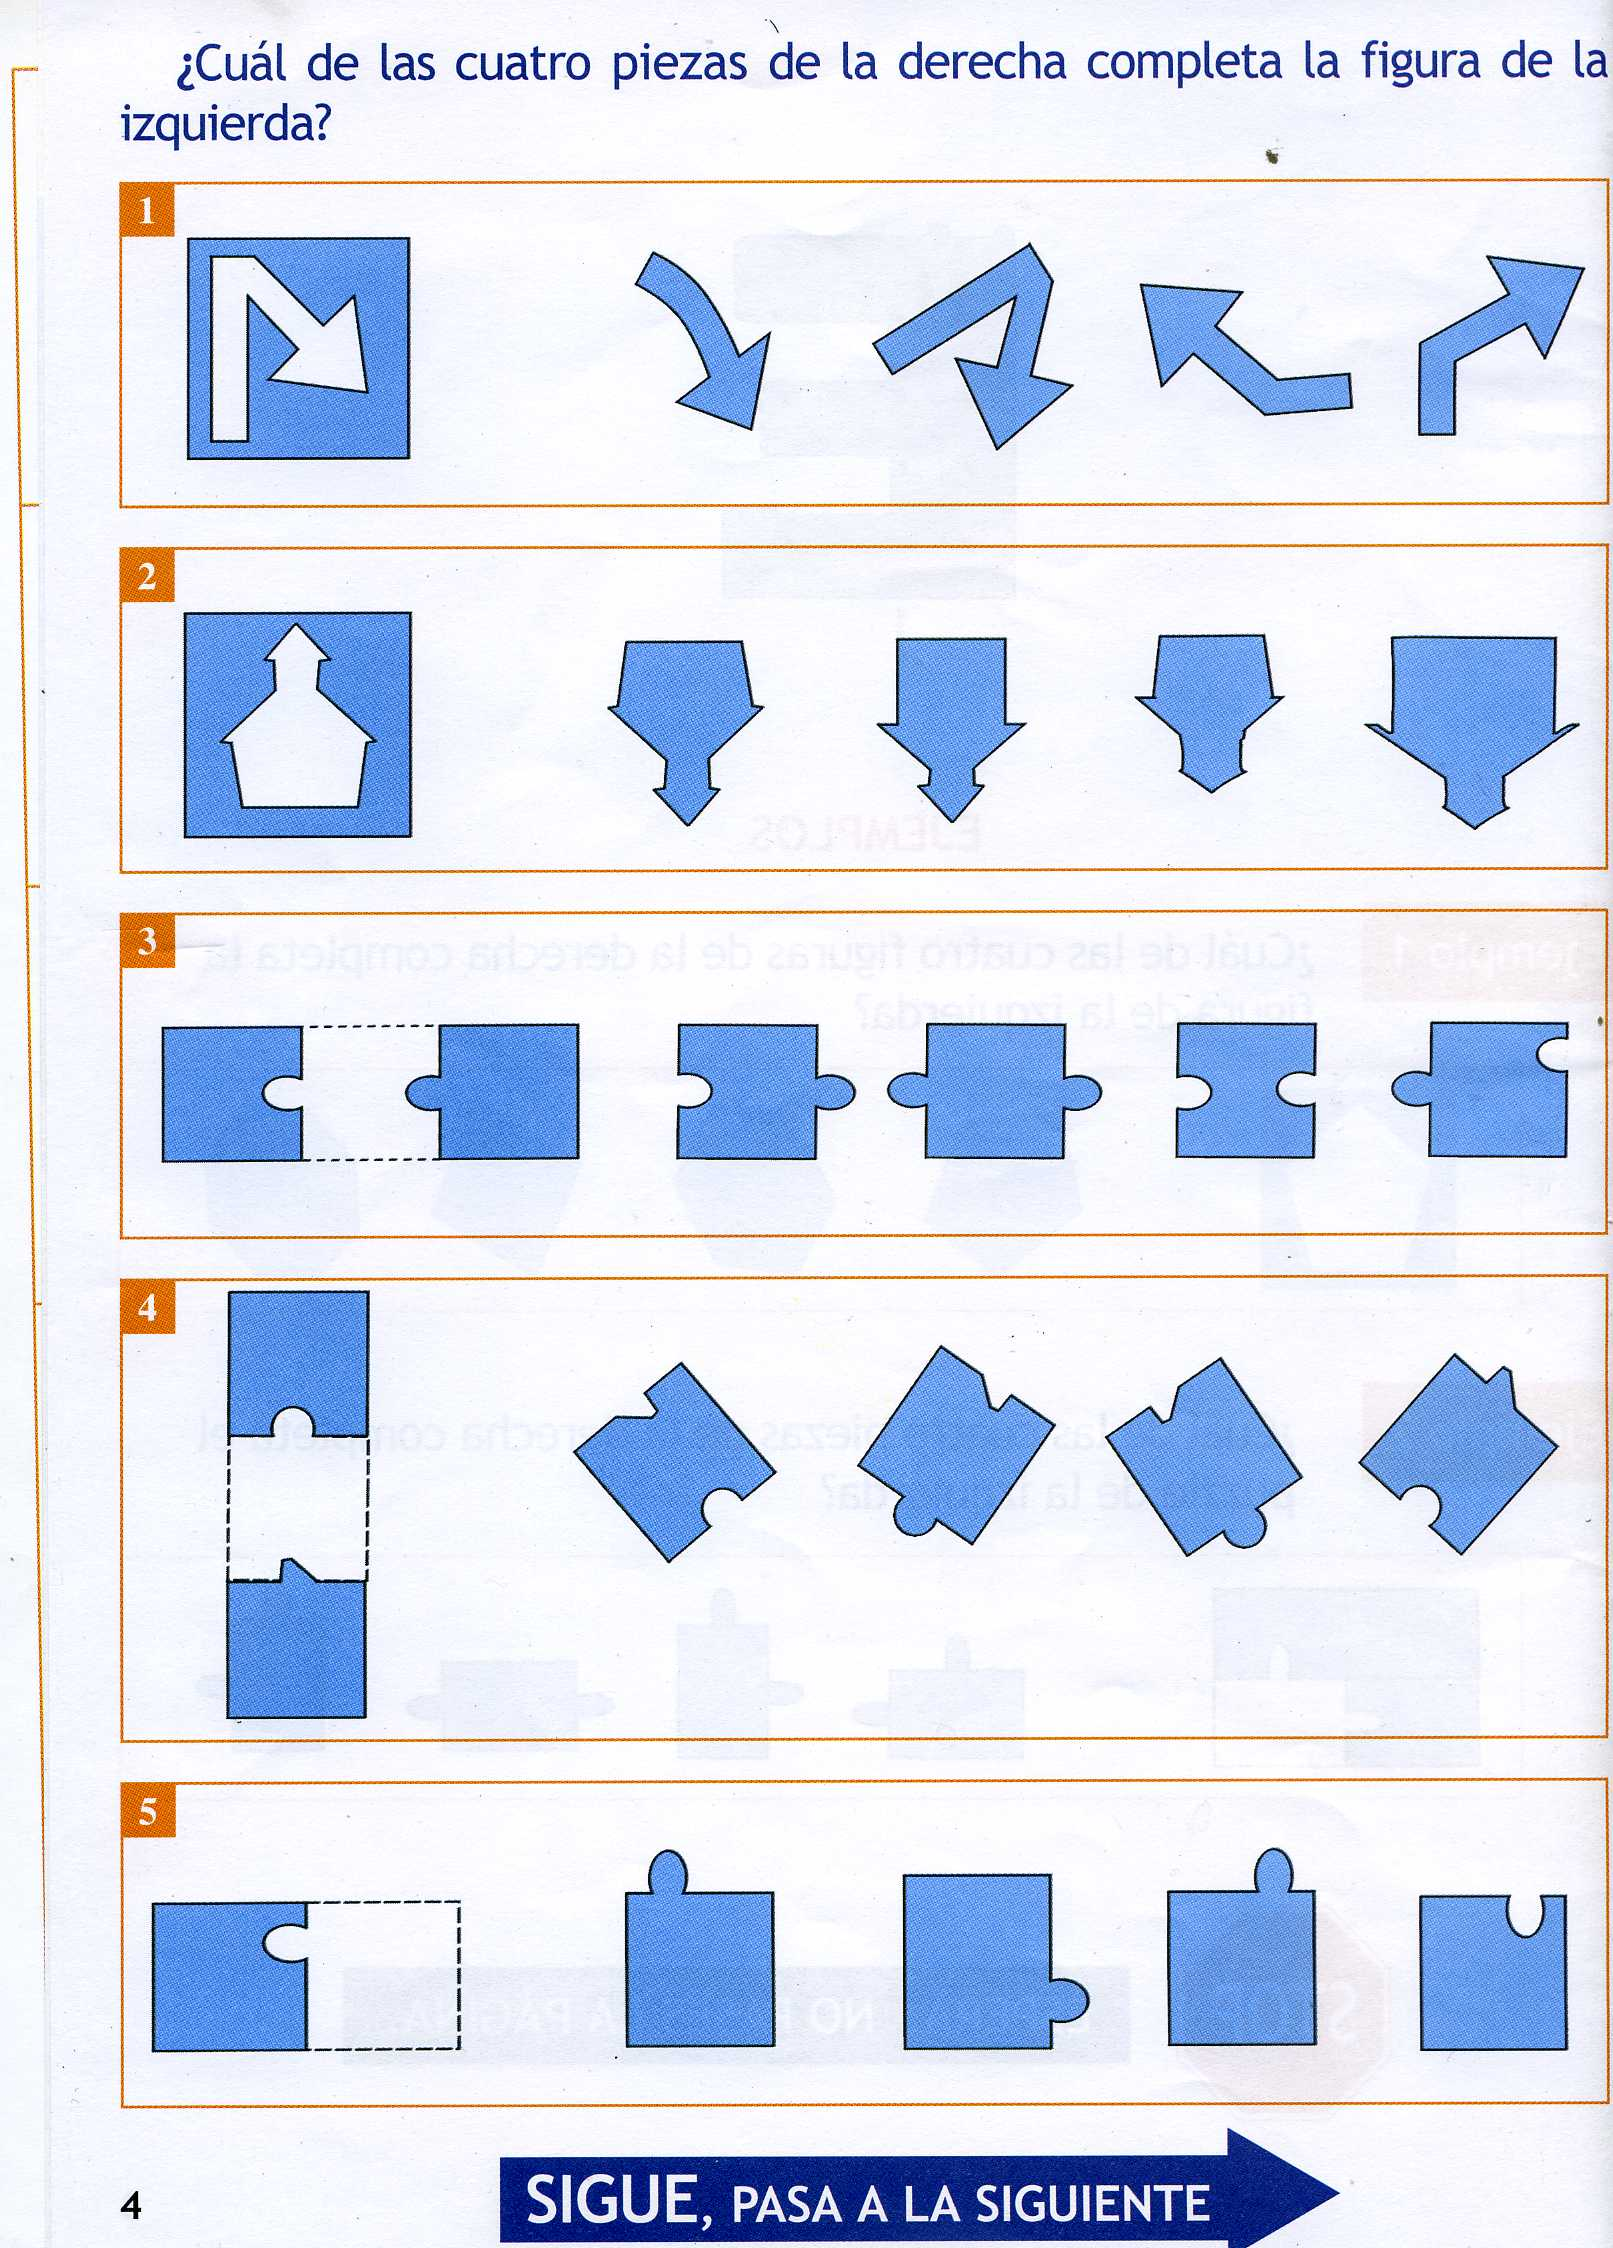 ¿Cuál de las cuatro piezas de la derecha completa la figura de la
izquierda?
1
2
3
4
5
4
SIGUE, PASA A LA SIGUIENTE